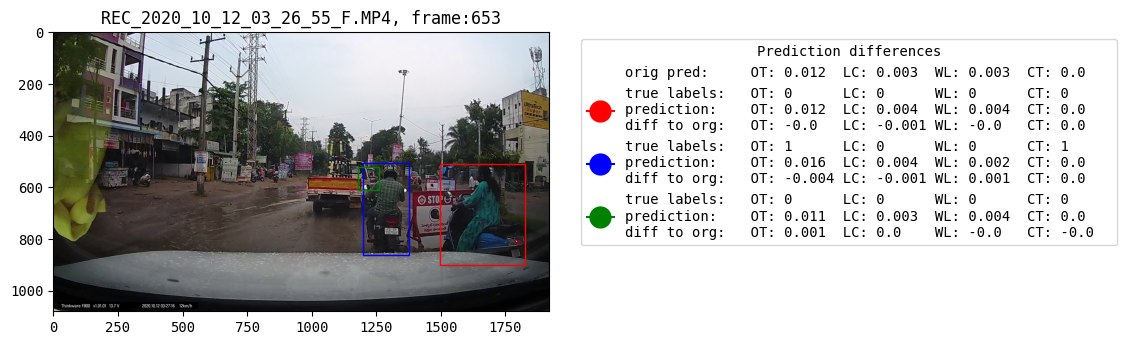 REC_2020_10_12_03_26_55_F.MP4, frame:653
0
200
400
600
800
1000
0 250 500 750 1000 1250 1500 1750
STOP
Prediction differences
orig pred: OT: 0.012 LC: 0.003 WL: 0.003 CT: 0.0
true labels: OT: 0 LC: 0 WL: 0 CT: 0
prediction: OT: 0.012 LC: 0.004 WL: 0.004 CT: 0.0
diff to org: OT: -0.0 LC: -0.001 WL: -0.0 CT: 0.0
true labels: OT: 1 LC: 0 WL: 0 CT: 1
prediction: OT: 0.016 LC: 0.004 WL: 0.002 CT: 0.0
diff to org: OT: -0.004 LC: -0.001 WL: 0.001 CT: 0.0
true labels: OT: 0 LC: 0 WL: 0 CT: 0
prediction: OT: 0.011 LC: 0.003 WL: 0.004 CT: 0.0
diff to org: OT: 0.001 LC: 0.0 WL: -0.0 CT: -0.0